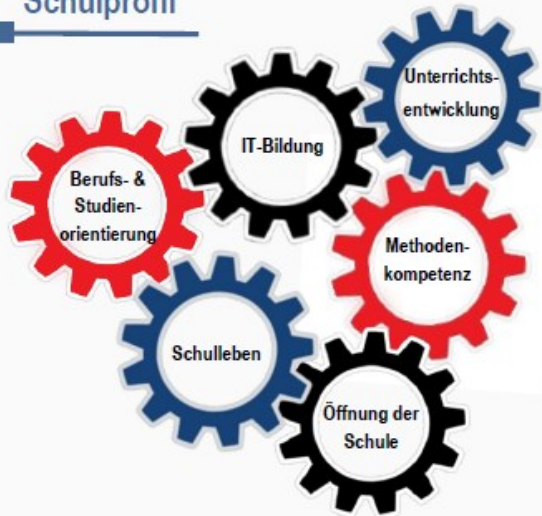 Schulprofil
Unterrichts-
entwicklung
IT-Bildung
Berufs- &
Studien-
orientierung
Methoden-
kompetenz
Schulleben
Öffnung der
Schule